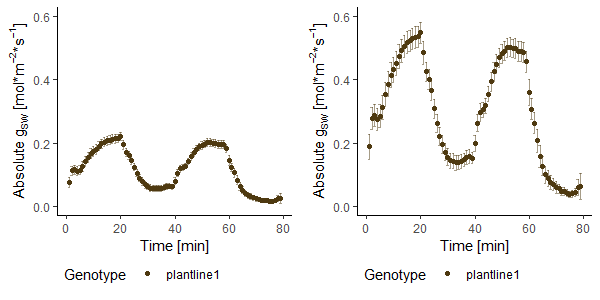 Absolute gSW [mol*m−2*s−1]
0.6
0.4
0.2
0.0
0 20 40 60 80
Time [min]
Genotype plantline1
Absolute gSW [mol*m−2*s−1]
0.6
0.4
0.2
0.0
0 20 40 60 80
Time [min]
Genotype plantline1